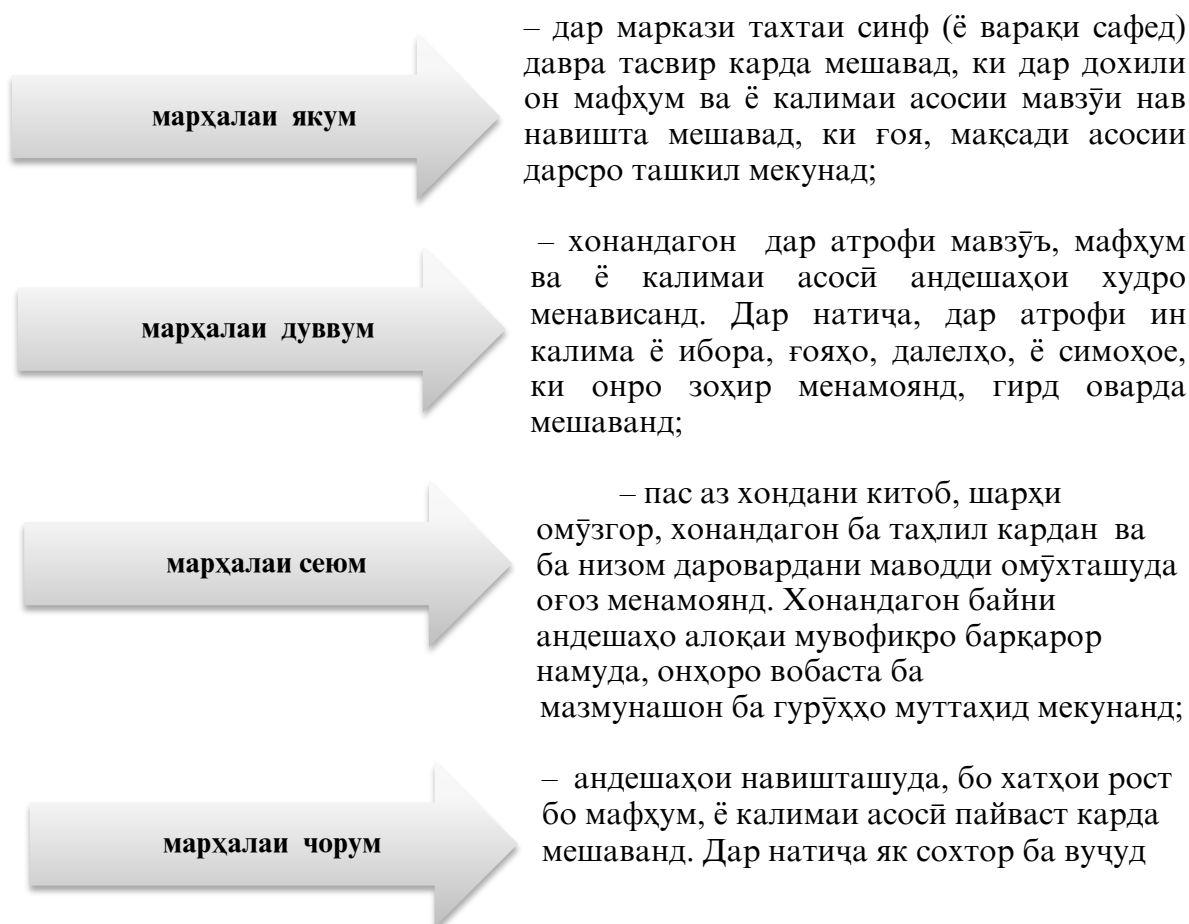 марҳалаи якум
– дар маркази тахтаи синф (ё варақи сафед)
давра тасвир карда мешавад, ки дар дохили
он мафҳум ва ё калимаи асосии мавзӯи нав
навишта мешавад, ки ғоя, мақсади асосии
дарсро ташкил мекунад;
марҳалаи дуввум
– хонандагон дар атрофи мавзӯъ, мафҳум
ва ё калимаи асосӣ андешаҳои худро
менависанд. Дар натиҷа, дар атрофи ин
калима ё ибора, ғояҳо, далелҳо, ё симоҳое,
ки онро зоҳир менамоянд, гирд оварда
мешаванд;
марҳалаи сеюм
– пас аз хондани китоб, шарҳи
омӯзгор, хонандагон ба таҳлил кардан ва
ба низом даровардани маводди омӯхташуда
оғоз менамоянд. Хонандагон байни
андешаҳо алоқаи мувофиқро барқарор
намуда, онҳоро вобаста ба
мазмунашон ба гурӯҳҳо муттаҳид мекунанд;
марҳалаи чорум
– андешаҳои навишташуда, бо хатҳои рост
бо мафҳум, ё калимаи асосӣ пайваст карда
мешаванд. Дар натиҷа як сохтор ба вуҷуд